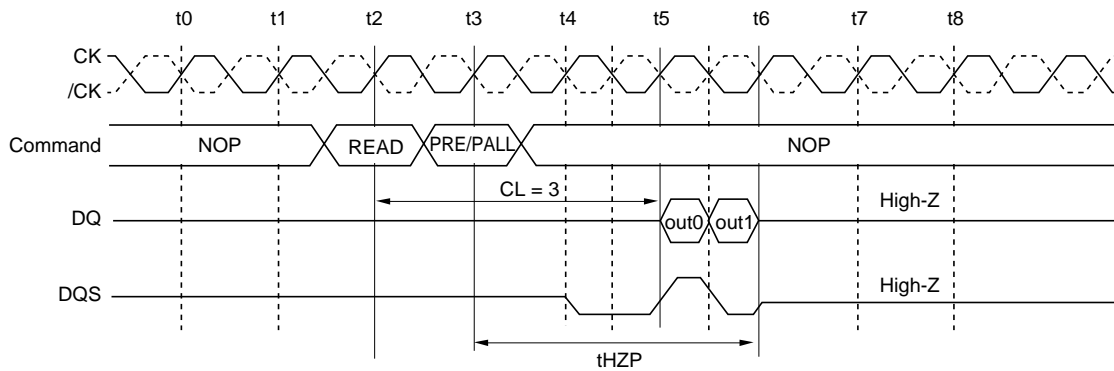 t0 t1 t2 t3 t4 t5 t6 t7 t8
CK
/CK
Command NOP READ PRE/PALL NOP
CL = 3
DQ out0 out1 High-Z
DQS High-Z
tHZP